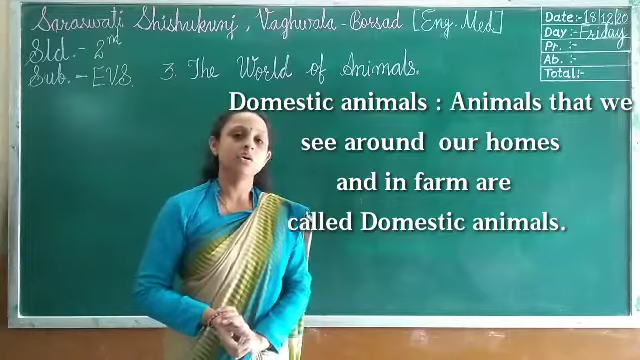 Saraswati Shishukunj, Vaghwala-Borsad [Eng. Med]
Std.- 2nd
Sub.- EVS. 3. The World of Animals.
Date:- 18/12/20
Day:- Friday
Pr. :-
Ab. :-
Total:-
Domestic animals : Animals that we
see around our homes
and in farm are
called Domestic animals.